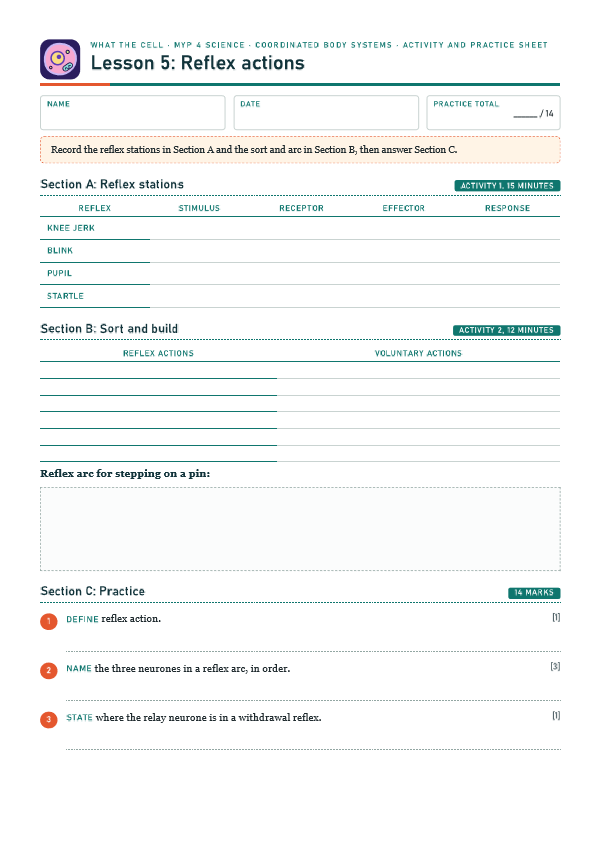 WHAT THE CELL · MYP 4 SCIENCE · COORDINATED BODY SYSTEMS · ACTIVITY AND PRACTICE SHEET
Lesson 5: Reflex actions
NAME DATE PRACTICE TOTAL
_____ / 14
Record the reflex stations in Section A and the sort and arc in Section B, then answer Section C.
Section A: Reflex stations ACTIVITY 1, 15 MINUTES
REFLEX STIMULUS RECEPTOR EFFECTOR RESPONSE
KNEE JERK
BLINK
PUPIL
STARTLE
Section B: Sort and build ACTIVITY 2, 12 MINUTES
REFLEX ACTIONS VOLUNTARY ACTIONS
Reflex arc for stepping on a pin:
Section C: Practice 14 MARKS
1 DEFINE reflex action. [1]
2 NAME the three neurones in a reflex arc, in order. [3]
3 STATE where the relay neurone is in a withdrawal reflex. [1]